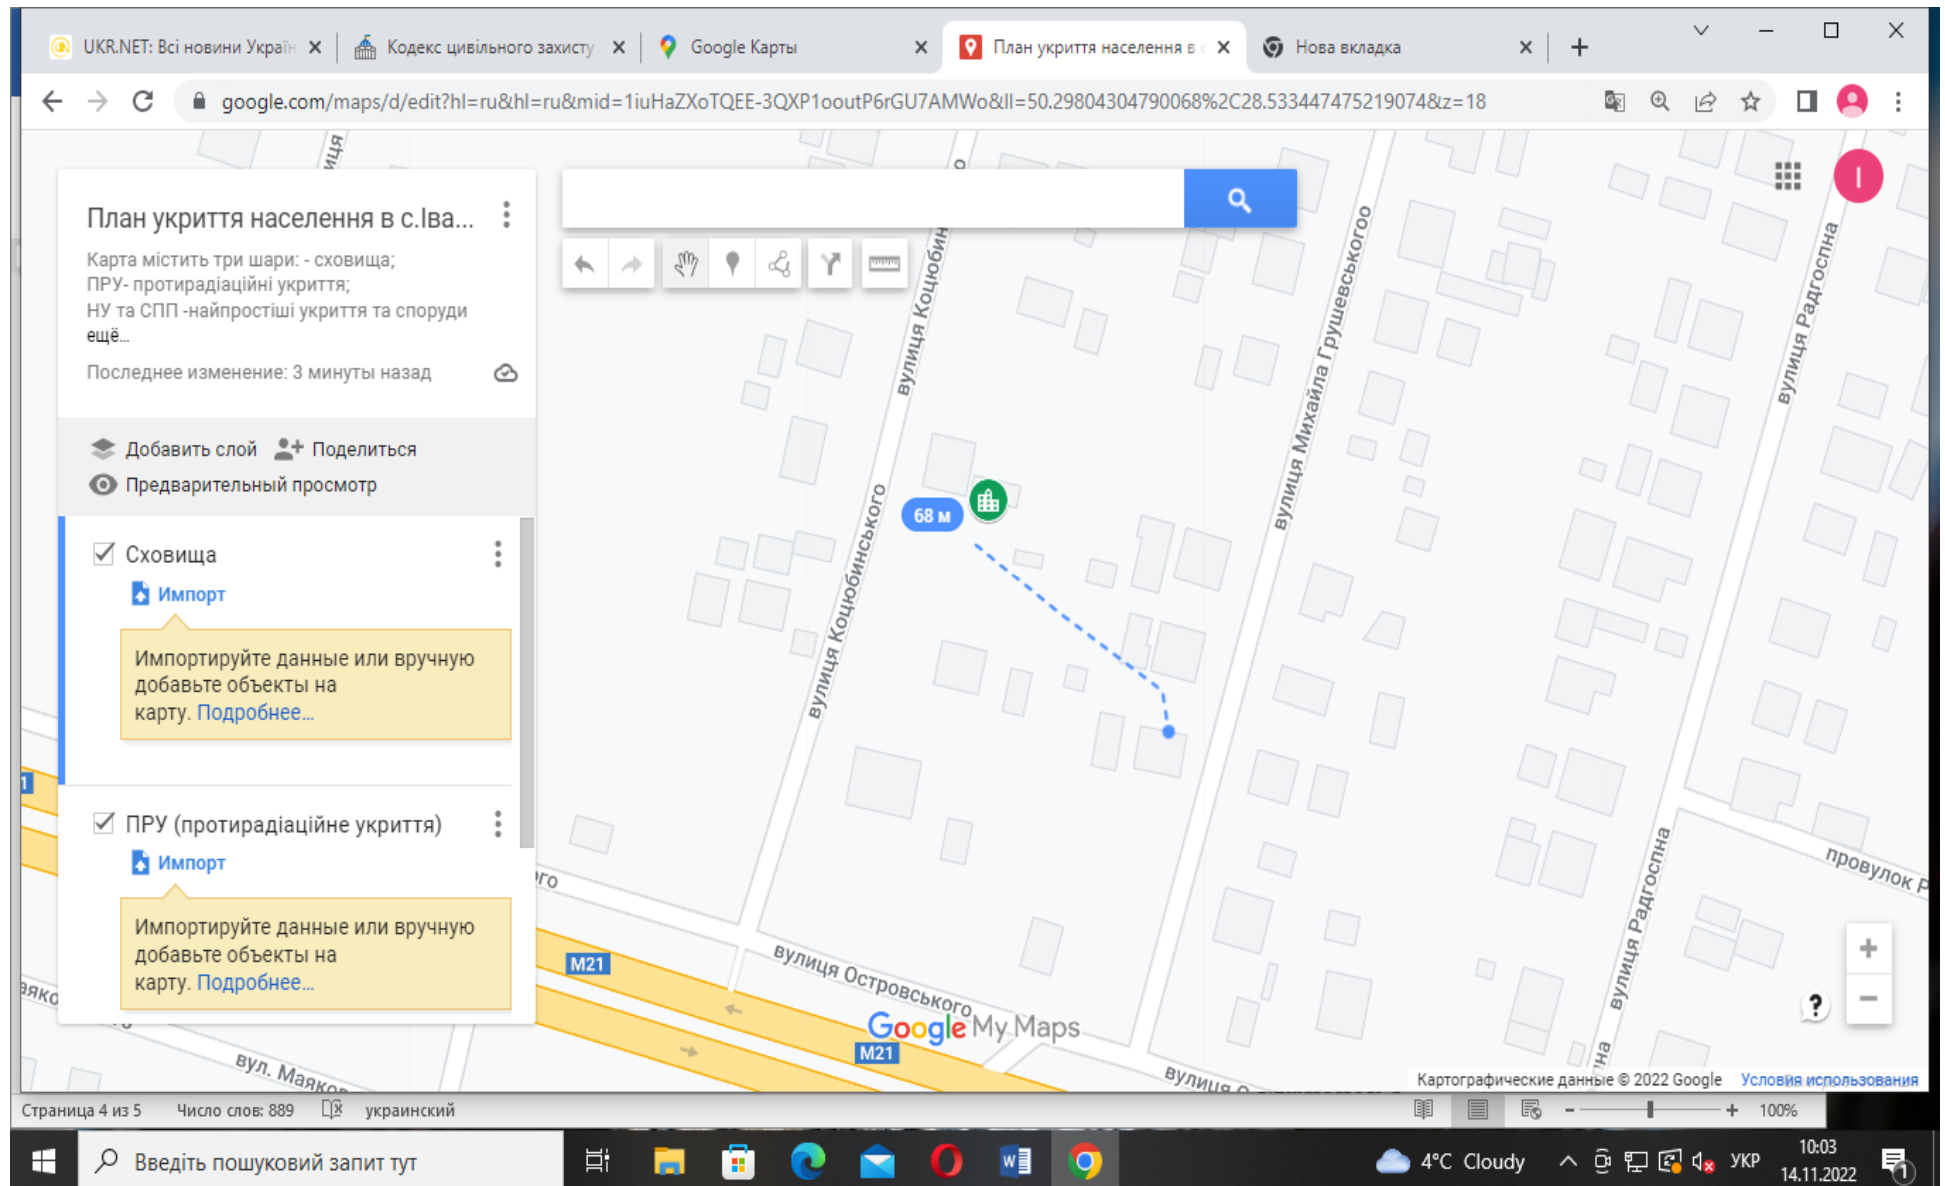 UKR.NET: Всі новини Україн
Кодекс цивільного захисту
Google Карты
План укриття населення в с
Нова вкладка
google.com/maps/d/edit?hl=ru&hl=ru&mid=1iuHaZXoTQEE-3QXP1ooutP6rGU7AMWo&ll=50.29804304790068%2C28.533447475219074&z=18
План укриття населення в с.Іва...
Карта містить три шари: - сховища;
ПРУ- протирадіаційні укриття;
НУ та СПП -найпростіші укриття та споруди
ещё...
Последнее изменение: 3 минуты назад
Добавить слой
Поделиться
Предварительный просмотр
Сховища
Импорт
Импортируйте данные или вручную
добавьте объекты на
карту. Подробнее...
ПРУ (протирадіаційне укриття)
Импорт
Импортируйте данные или вручную
добавьте объекты на
карту. Подробнее...
I
68 м
вулиця Коцюбин
о
вулиця Коцюбинського
вулиця Михайла Грушевського
вулиця Радгоспна
вулиця Радгоспна
провулок Р
иця
ого
M21
вулиця Островського
M21
вул. Маяко
Google My Maps
Картографические данные © 2022 Google
Условия использования
Страница 4 из 5
Число слов: 889
украинский
100%
Введіть пошуковий запит тут
4°C Cloudy
УКР
10:03
14.11.2022
1